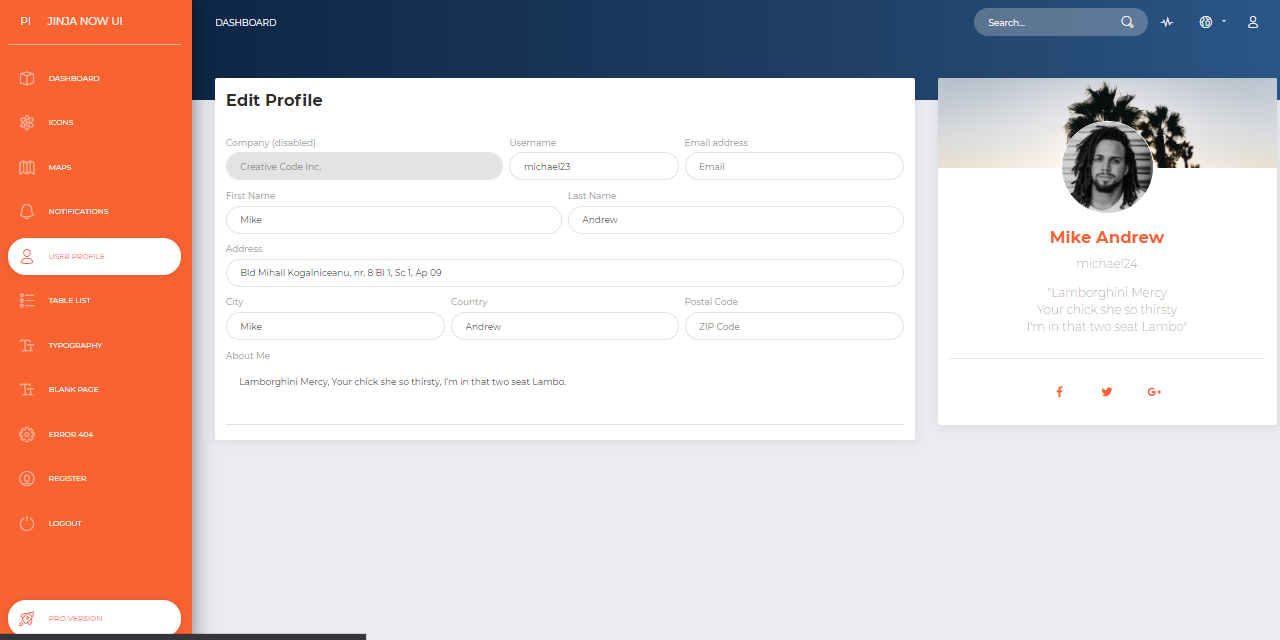 PI JINJA NOW UI
DASHBOARD
ICONS
MAPS
NOTIFICATIONS
USER PROFILE
TABLE LIST
TYPOGRAPHY
BLANK PAGE
ERROR 404
REGISTER
LOGOUT
PRO VERSION
DASHBOARD
Search...
Edit Profile
Company (disabled) Username Email address
Creative Code Inc. michael23 Email
First Name Last Name
Mike Andrew
Address
Bld Mihail Kogalniceanu, nr. 8 Bl 1, Sc 1, Ap 09
City Country Postal Code
Mike Andrew ZIP Code
About Me
Lamborghini Mercy, Your chick she so thirsty, I'm in that two seat Lambo.
Mike Andrew
michael24
"Lamborghini Mercy
Your chick she so thirsty
I'm in that two seat Lambo"